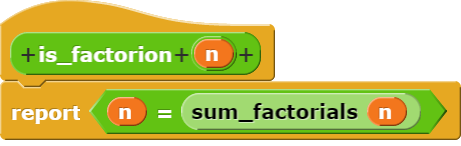 +is_factorion+ n +
report n = sum_factorials n